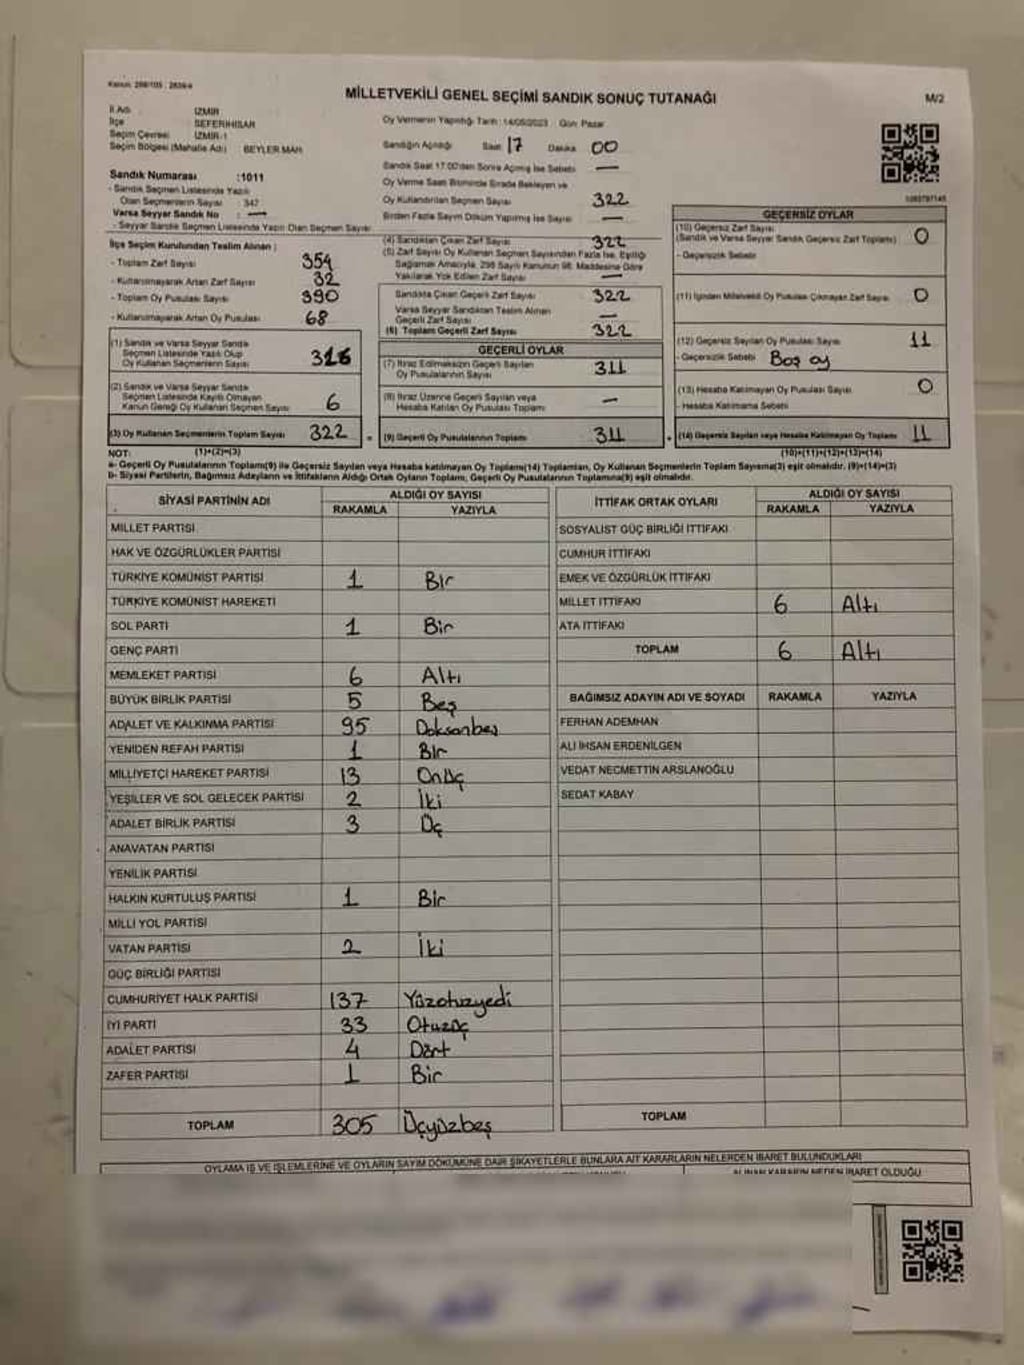 Kanun: 298/105 ; 2839/4
MİLLETVEKİLİ GENEL SEÇİMİ SANDIK SONUÇ TUTANAĞI
M/2
İl Adı : İZMİR
İlçe : SEFERİHİSAR
Seçim Çevresi : İZMİR-1
Seçim Bölgesi (Mahalle Adı) : BEYLER MAH.
Sandık Numarası :1011
- Sandık Seçmen Listesinde Yazılı
Olan Seçmenlerin Sayısı : 347
Varsa Seyyar Sandık No : —
- Seyyar Sandık Seçmen Listesinde Yazılı Olan Seçmen Sayısı:
Oy Vermenin Yapıldığı Tarih: 14/05/2023 Gün: Pazar
Sandığın Açıldığı Saat 17 Dakika 00
Sandık Saat 17:00'den Sonra Açılmış İse Sebebi —
Oy Verme Saati Bitiminde Sırada Bekleyen ve
Oy Kullandırılan Seçmen Sayısı 322
Birden Fazla Sayım Döküm Yapılmış İse Sayısı —
İlçe Seçim Kurulundan Teslim Alınan ;
- Toplam Zarf Sayısı 354
- Kullanılmayarak Artan Zarf Sayısı 32
- Toplam Oy Pusulası Sayısı 390
- Kullanılmayarak Artan Oy Pusulası 68
(1) Sandık ve Varsa Seyyar Sandık
Seçmen Listesinde Yazılı Olup
Oy Kullanan Seçmenlerin Sayısı 316
(2) Sandık ve Varsa Seyyar Sandık
Seçmen Listesinde Kayıtlı Olmayan
Kanun Gereği Oy Kullanan Seçmen Sayısı 6
(3) Oy Kullanan Seçmenlerin Toplam Sayısı 322
(4) Sandıktan Çıkan Zarf Sayısı 322
(5) Zarf Sayısı Oy Kullanan Seçmen Sayısından Fazla İse, Eşitliği
Sağlamak Amacıyla, 298 Sayılı Kanunun 98. Maddesine Göre
Yakılarak Yok Edilen Zarf Sayısı —
Sandıkta Çıkan Geçerli Zarf Sayısı 322
Varsa Seyyar Sandıktan Teslim Alınan
Geçerli Zarf Sayısı —
(6) Toplam Geçerli Zarf Sayısı 322
GEÇERLİ OYLAR
(7) İtiraz Edilmeksizin Geçerli Sayılan
Oy Pusulalarının Sayısı 311
(8) İtiraz Üzerine Geçerli Sayılan veya
Hesaba Katılan Oy Pusulası Toplamı —
= (9) Geçerli Oy Pusulalarının Toplamı 311
GEÇERSİZ OYLAR
(10) Geçersiz Zarf Sayısı
(Sandık ve Varsa Seyyar Sandık Geçersiz Zarf Toplamı) 0
- Geçersizlik Sebebi
(11) İçinden Milletvekili Oy Pusulası Çıkmayan Zarf Sayısı 0
(12) Geçersiz Sayılan Oy Pusulası Sayısı 11
- Geçersizlik Sebebi Boş oy
(13) Hesaba Katılmayan Oy Pusulası Sayısı 0
- Hesaba Katılmama Sebebi
+ (14) Geçersiz Sayılan veya Hesaba Katılmayan Oy Toplamı 11
NOT: (1)+(2)=(3) (10)+(11)+(12)+(13)=(14)
a- Geçerli Oy Pusulalarının Toplamı(9) ile Geçersiz Sayılan veya Hesaba katılmayan Oy Toplamı(14) Toplamları, Oy Kullanan Seçmenlerin Toplam Sayısına(3) eşit olmalıdır. (9)+(14)=(3)
b- Siyasi Partilerin, Bağımsız Adayların ve İttifakların Aldığı Ortak Oyların Toplamı; Geçerli Oy Pusulalarının Toplamına(9) eşit olmalıdır.
SİYASİ PARTİNİN ADI ALDIĞI OY SAYISI
RAKAMLA YAZIYLA
MİLLET PARTİSİ
HAK VE ÖZGÜRLÜKLER PARTİSİ
TÜRKİYE KOMÜNİST PARTİSİ 1 Bir
TÜRKİYE KOMÜNİST HAREKETİ
SOL PARTİ 1 Bir
GENÇ PARTİ
MEMLEKET PARTİSİ 6 Altı
BÜYÜK BİRLİK PARTİSİ 5 Beş
ADALET VE KALKINMA PARTİSİ 95 Doksanbeş
YENİDEN REFAH PARTİSİ 1 Bir
MİLLİYETÇİ HAREKET PARTİSİ 13 Onüç
YEŞİLLER VE SOL GELECEK PARTİSİ 2 İki
ADALET BİRLİK PARTİSİ 3 Üç
ANAVATAN PARTİSİ
YENİLİK PARTİSİ
HALKIN KURTULUŞ PARTİSİ 1 Bir
MİLLİ YOL PARTİSİ
VATAN PARTİSİ 2 İki
GÜÇ BİRLİĞİ PARTİSİ
CUMHURİYET HALK PARTİSİ 137 Yüzotuzyedi
İYİ PARTİ 33 Otuzüç
ADALET PARTİSİ 4 Dört
ZAFER PARTİSİ 1 Bir
TOPLAM 305 Üçyüzbeş
İTTİFAK ORTAK OYLARI ALDIĞI OY SAYISI
RAKAMLA YAZIYLA
SOSYALİST GÜÇ BİRLİĞİ İTTİFAKI
CUMHUR İTTİFAKI
EMEK VE ÖZGÜRLÜK İTTİFAKI
MİLLET İTTİFAKI 6 Altı
ATA İTTİFAKI
TOPLAM 6 Altı
BAĞIMSIZ ADAYIN ADI VE SOYADI RAKAMLA YAZIYLA
FERHAN ADEMHAN
ALİ İHSAN ERDENİLGEN
VEDAT NECMETTİN ARSLANOĞLU
SEDAT KABAY
TOPLAM
OYLAMA İŞ VE İŞLEMLERİNE VE OYLARIN SAYIM DÖKÜMÜNE DAİR ŞİKAYETLERLE BUNLARA AİT KARARLARIN NELERDEN İBARET BULUNDUKLARI
ALINAN KARARIN NEDEN İBARET OLDUĞU